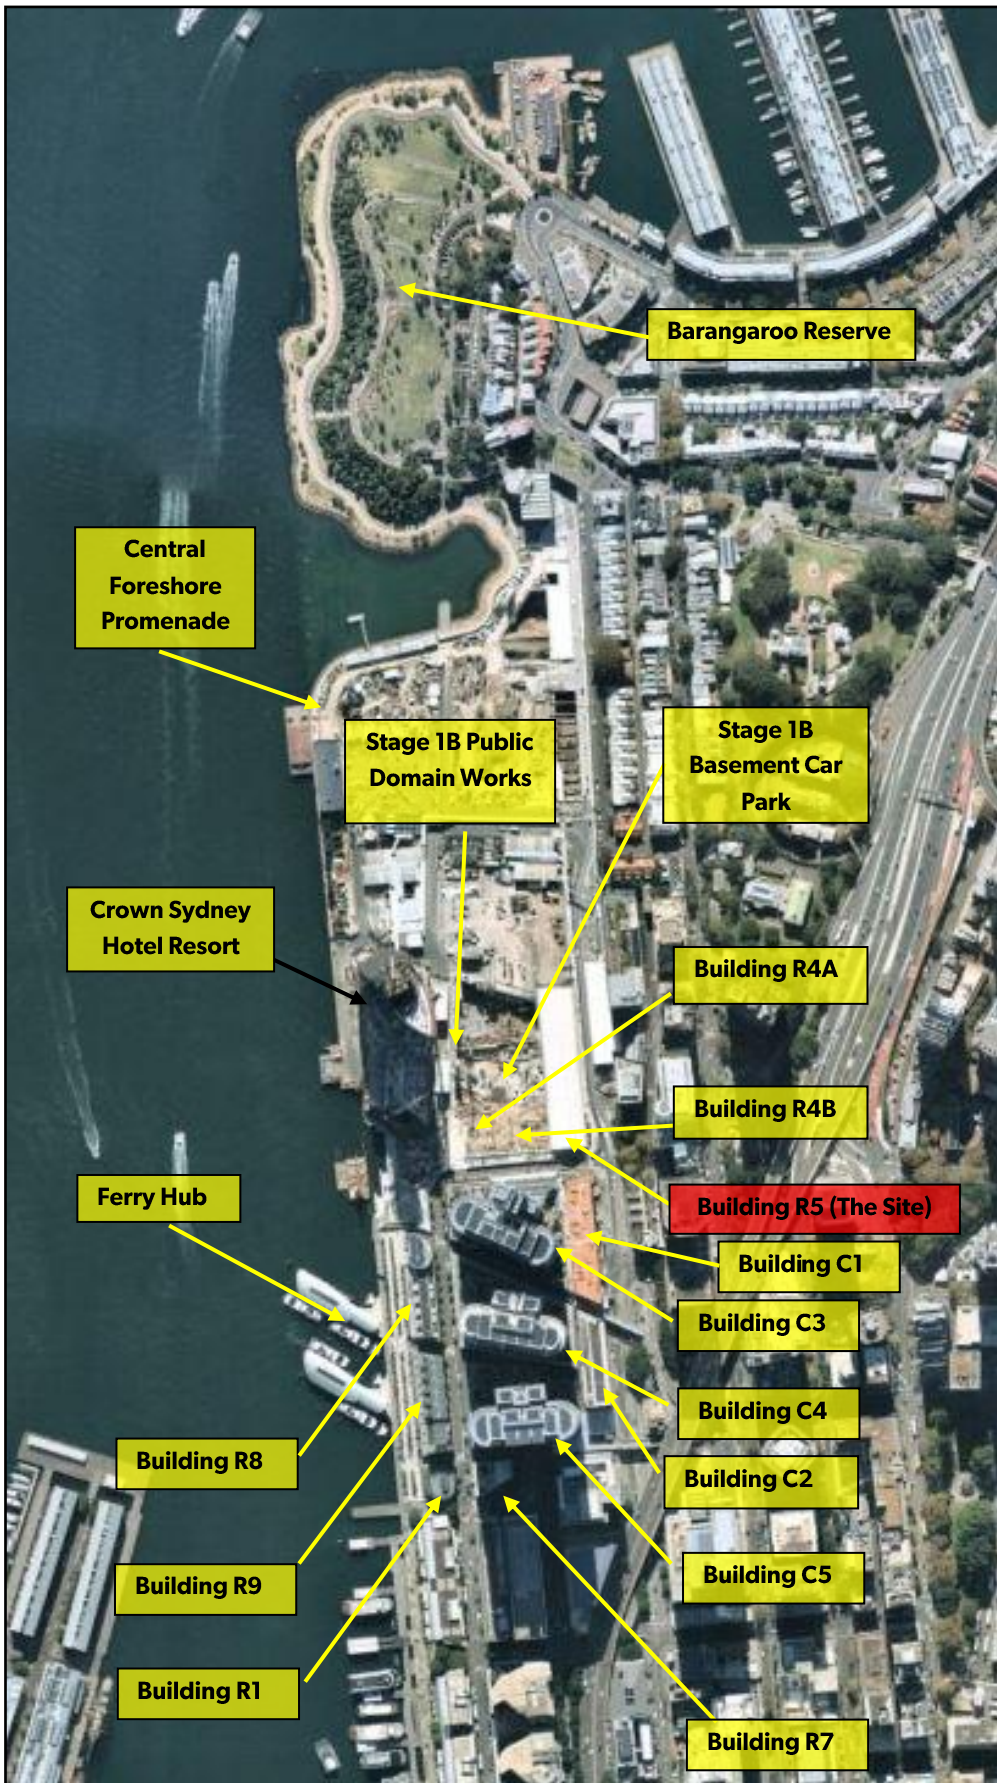 Barangaroo Reserve
Central
Foreshore
Promenade
Stage 1B Public
Domain Works
Stage 1B
Basement Car
Park
Crown Sydney
Hotel Resort
Building R4A
Building R4B
Ferry Hub
Building R5 (The Site)
Building C1
Building C3
Building C4
Building R8
Building C2
Building C5
Building R9
Building R1
Building R7